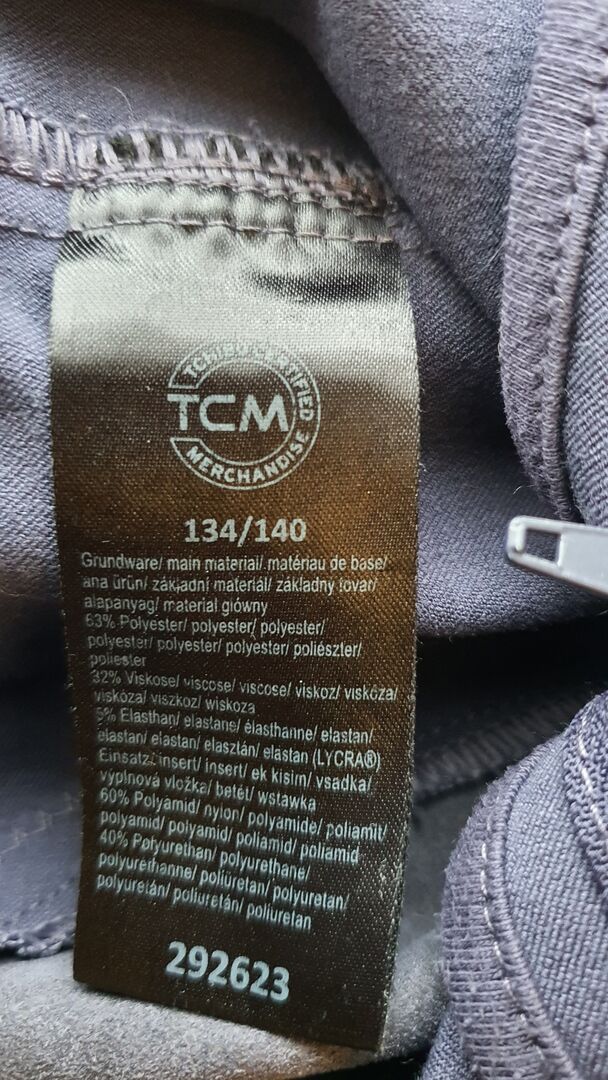 TCHIBO CERTIFIED
TCM
MERCHANDISE
134/140
Grundware/ main material/ matériau de base/
ana ürün/ základní materiál/ základny tovar/
alapanyag/ materiał główny
63% Polyester/ polyester/ polyester/
polyester/ polyester/ polyester/ poliészter/
poliester
32% Viskose/ viscose/ viscose/ viskoz/ viskóza/
viskóza/ viszkoz/ wiskoza
5% Elasthan/ elastane/ élasthanne/ elastan/
elastan/ elastan/ elasztán/ elastan (LYCRA®)
Einsatz/ insert/ insert/ ek kisim/ vsadka/
výplnová vložka/ betét/ wstawka
60% Polyamid/ nylon/ polyamide/ poliamit/
polyamid/ polyamid/ poliamid/ poliamid
40% Polyurethan/ polyurethane/
polyuréthanne/ poliüretan/ polyuretan/
polyuretán/ poliuretán/ poliuretan
292623